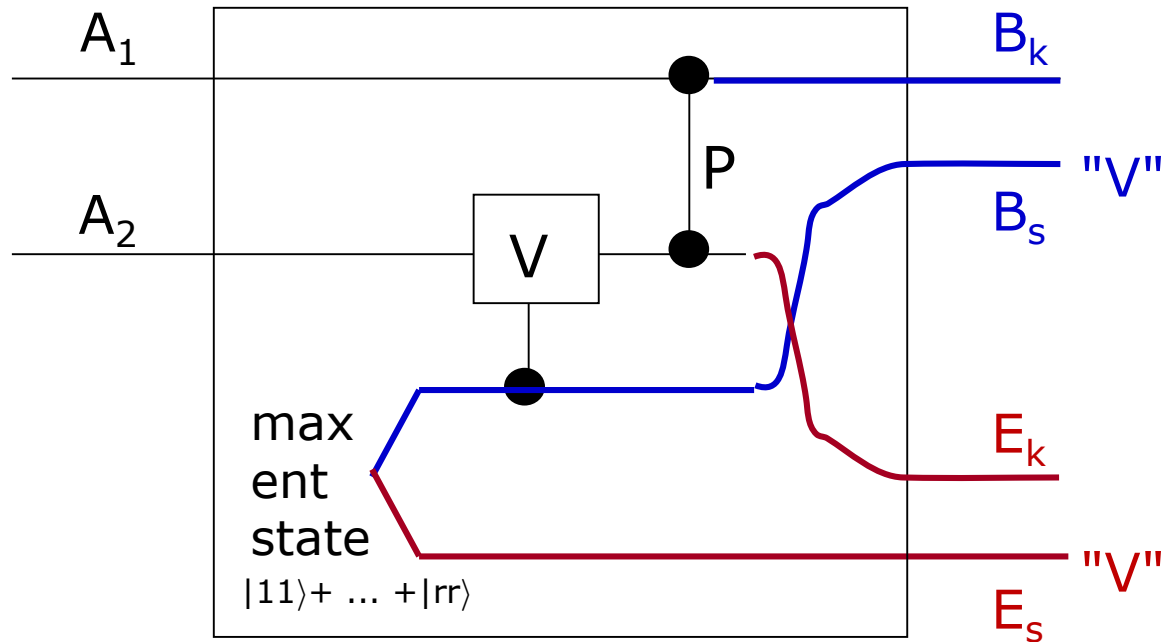 A₁
Bₖ
P
"V"
A₂
Bₛ
V
max
ent
state
|11⟩+ ... +|rr⟩
Eₖ
"V"
Eₛ